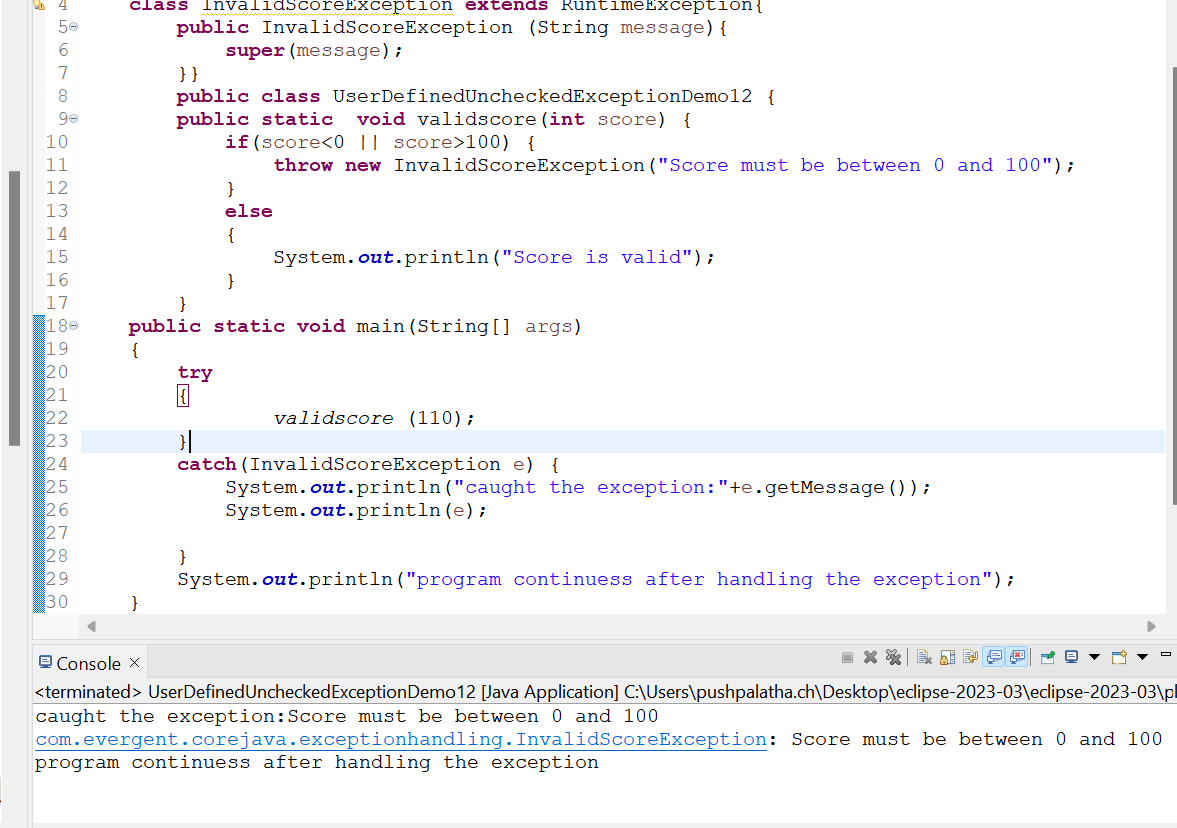 4 class InvalidScoreException extends RuntimeException{
5 public InvalidScoreException (String message){
6 super(message);
7 }}
8 public class UserDefinedUncheckedExceptionDemo12 {
9 public static  void validscore(int score) {
10 if(score<0 || score>100) {
11 throw new InvalidScoreException("Score must be between 0 and 100");
12 }
13 else
14 {
15 System.out.println("Score is valid");
16 }
17 }
18 public static void main(String[] args)
19 {
20 try
21 {
22 validscore (110);
23 }
24 catch(InvalidScoreException e) {
25 System.out.println("caught the exception:"+e.getMessage());
26 System.out.println(e);
27
28 }
29 System.out.println("program continuess after handling the exception");
30 }
Console ×
<terminated> UserDefinedUncheckedExceptionDemo12 [Java Application] C:\Users\pushpalatha.ch\Desktop\eclipse-2023-03\eclipse-2023-03\pl
caught the exception:Score must be between 0 and 100
com.evergent.corejava.exceptionhandling.InvalidScoreException: Score must be between 0 and 100
program continuess after handling the exception